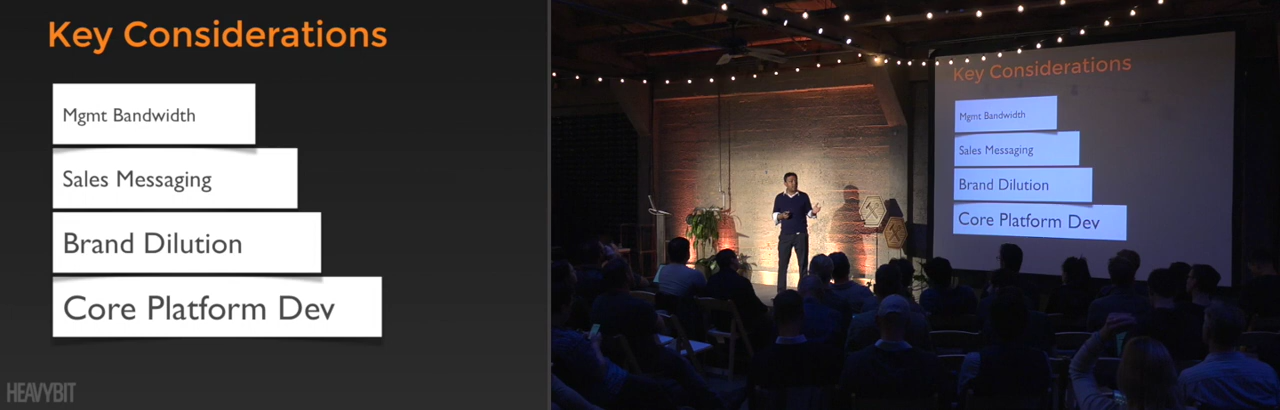 Key Considerations
Mgmt Bandwidth
Sales Messaging
Brand Dilution
Core Platform Dev
HEAVYBIT
Key Considerations
Mgmt Bandwidth
Sales Messaging
Brand Dilution
Core Platform Dev